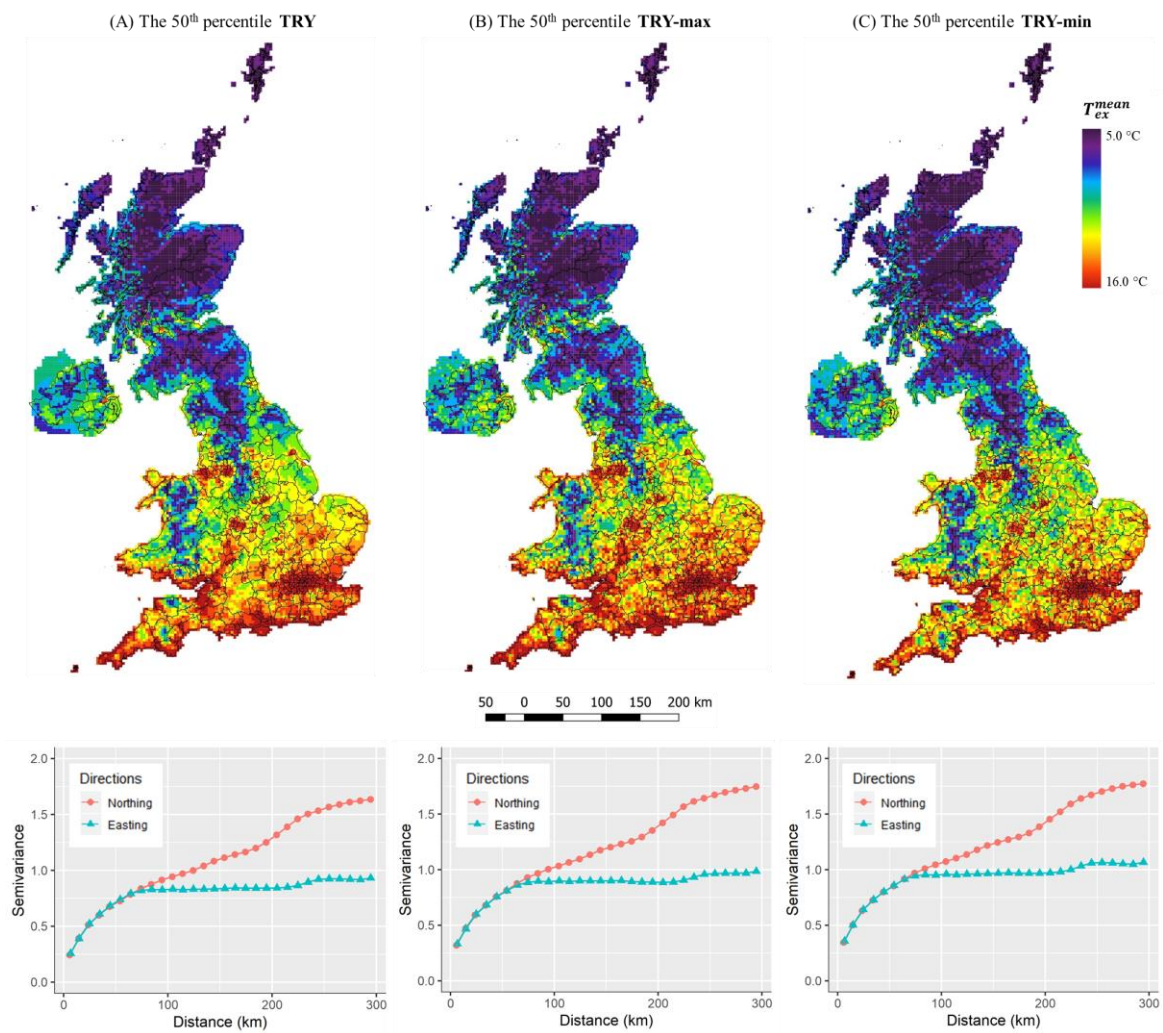 (A) The 50th percentile TRY
(B) The 50th percentile TRY-max
(C) The 50th percentile TRY-min
T_ex^mean
5.0 °C
16.0 °C
50 0 50 100 150 200 km
2.0
1.5
1.0
0.5
0.0
Semivariance
Directions
Northing
Easting
0 100 200 300
Distance (km)
2.0
1.5
1.0
0.5
0.0
Semivariance
Directions
Northing
Easting
0 100 200 300
Distance (km)
2.0
1.5
1.0
0.5
0.0
Semivariance
Directions
Northing
Easting
0 100 200 300
Distance (km)